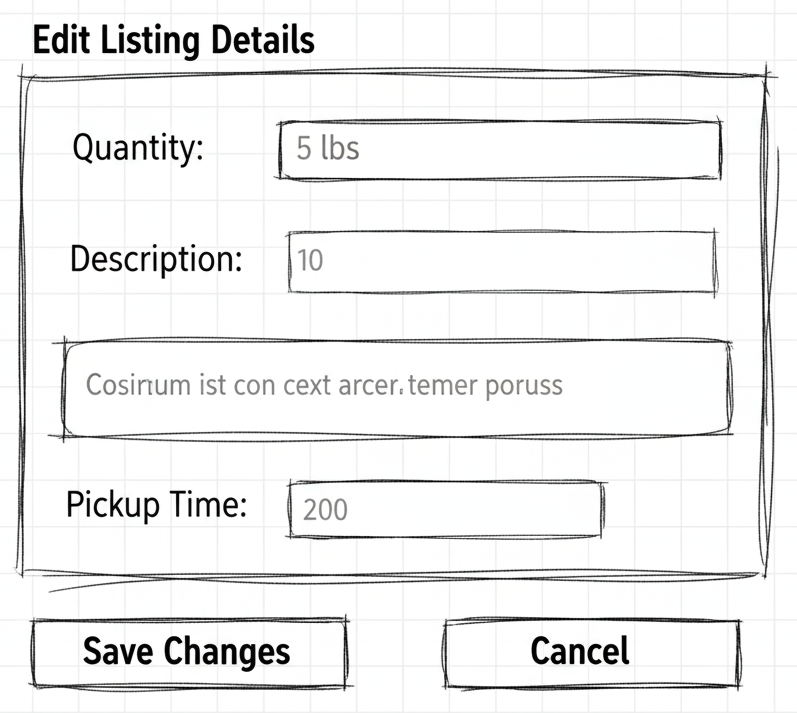 Edit Listing Details
Quantity: 5 lbs
Description: 10
Cosinum ist con cext arcer. temer poruss
Pickup Time: 200
Save Changes Cancel